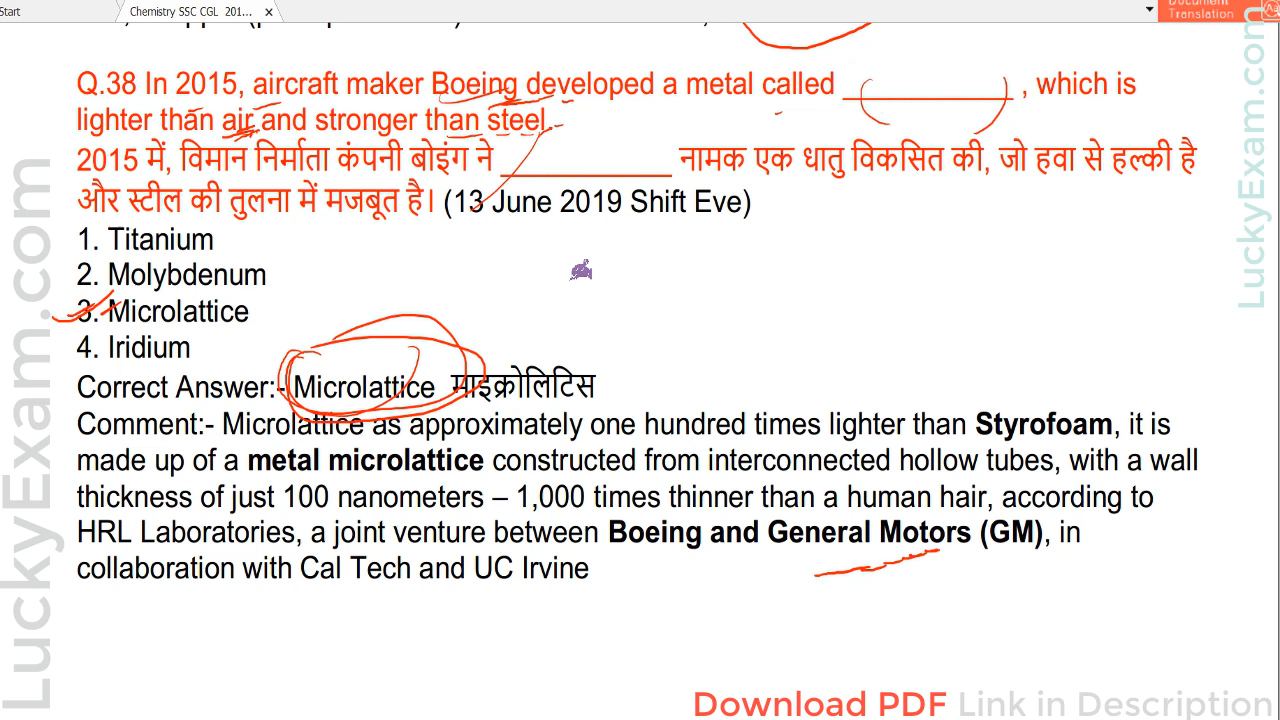 Start
Chemistry SSC CGL 201...
Document
Translation
Q.38 In 2015, aircraft maker Boeing developed a metal called ____________ , which is
lighter than air and stronger than steel.
2015 में, विमान निर्माता कंपनी बोइंग ने ____________ नामक एक धातु विकसित की, जो हवा से हल्की है
और स्टील की तुलना में मजबूत है। (13 June 2019 Shift Eve)
1. Titanium
2. Molybdenum
3. Microlattice
4. Iridium
Correct Answer:- Microlattice माइक्रोलिटिस
Comment:- Microlattice as approximately one hundred times lighter than Styrofoam, it is
made up of a metal microlattice constructed from interconnected hollow tubes, with a wall
thickness of just 100 nanometers – 1,000 times thinner than a human hair, according to
HRL Laboratories, a joint venture between Boeing and General Motors (GM), in
collaboration with Cal Tech and UC Irvine
Download PDF Link in Description
LuckyExam.com
LuckyExam.com